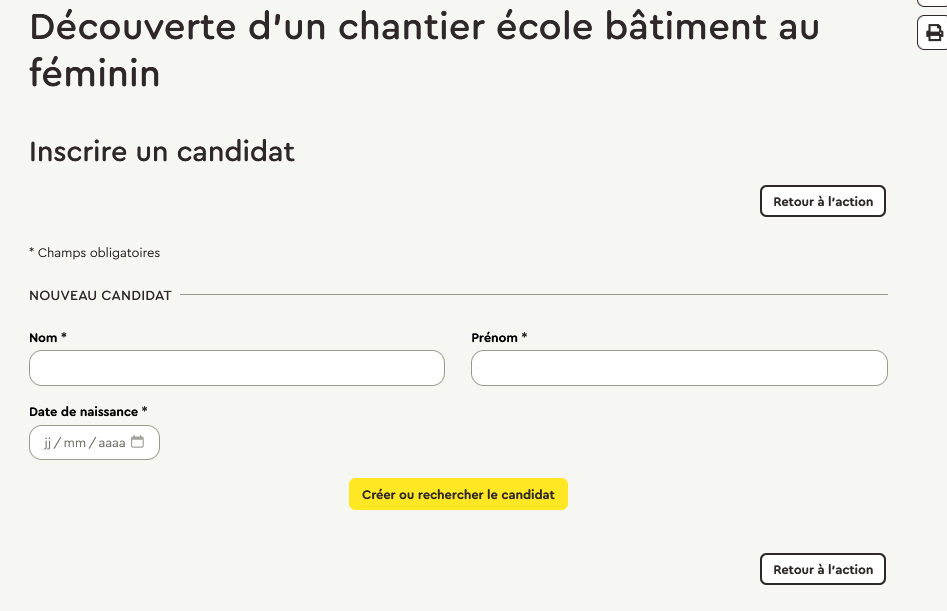 Découverte d'un chantier école bâtiment au
féminin
Inscrire un candidat
Retour à l'action
* Champs obligatoires
NOUVEAU CANDIDAT
Nom *
Prénom *
Date de naissance *
jj / mm / aaaa
Créer ou rechercher le candidat
Retour à l'action